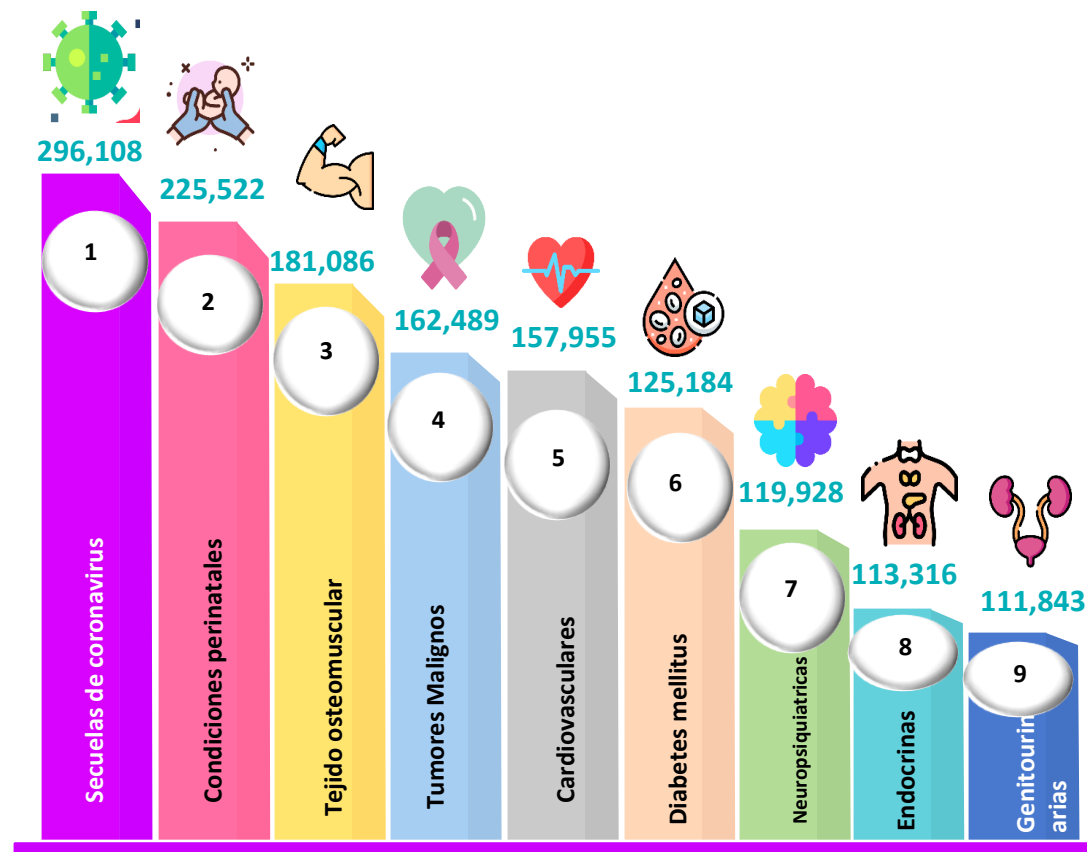 296,108
225,522
181,086
162,489
157,955
125,184
119,928
113,316
111,843
1
2
3
4
5
6
7
8
9
Secuelas de coronavirus
Condiciones perinatales
Tejido osteomuscular
Tumores Malignos
Cardiovasculares
Diabetes mellitus
Neuropsiquiatricas
Endocrinas
Genitourin
arias